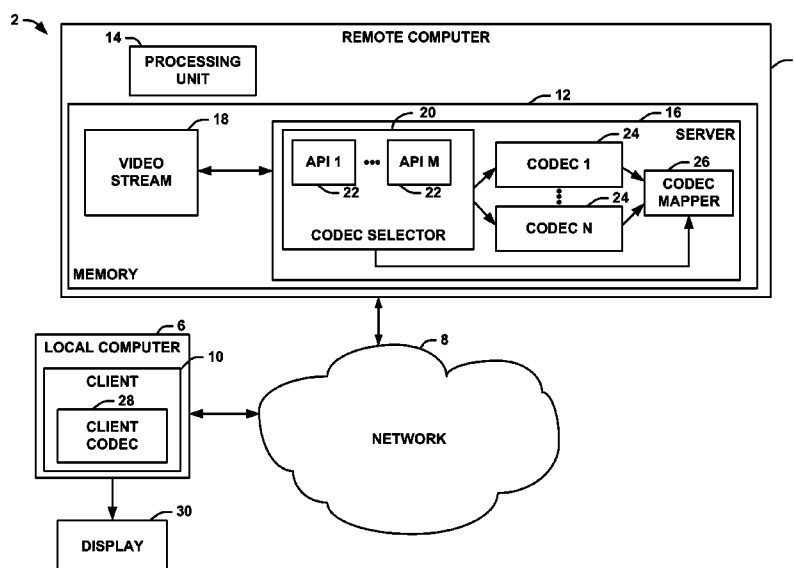 2
14
REMOTE COMPUTER
PROCESSING
UNIT
12
18
20
16
24
SERVER
VIDEO
STREAM
API 1
•••
API M
22
22
CODEC 1
26
CODEC
MAPPER
24
CODEC N
CODEC SELECTOR
MEMORY
6
LOCAL COMPUTER
10
CLIENT
28
CLIENT
CODEC
8
NETWORK
30
DISPLAY